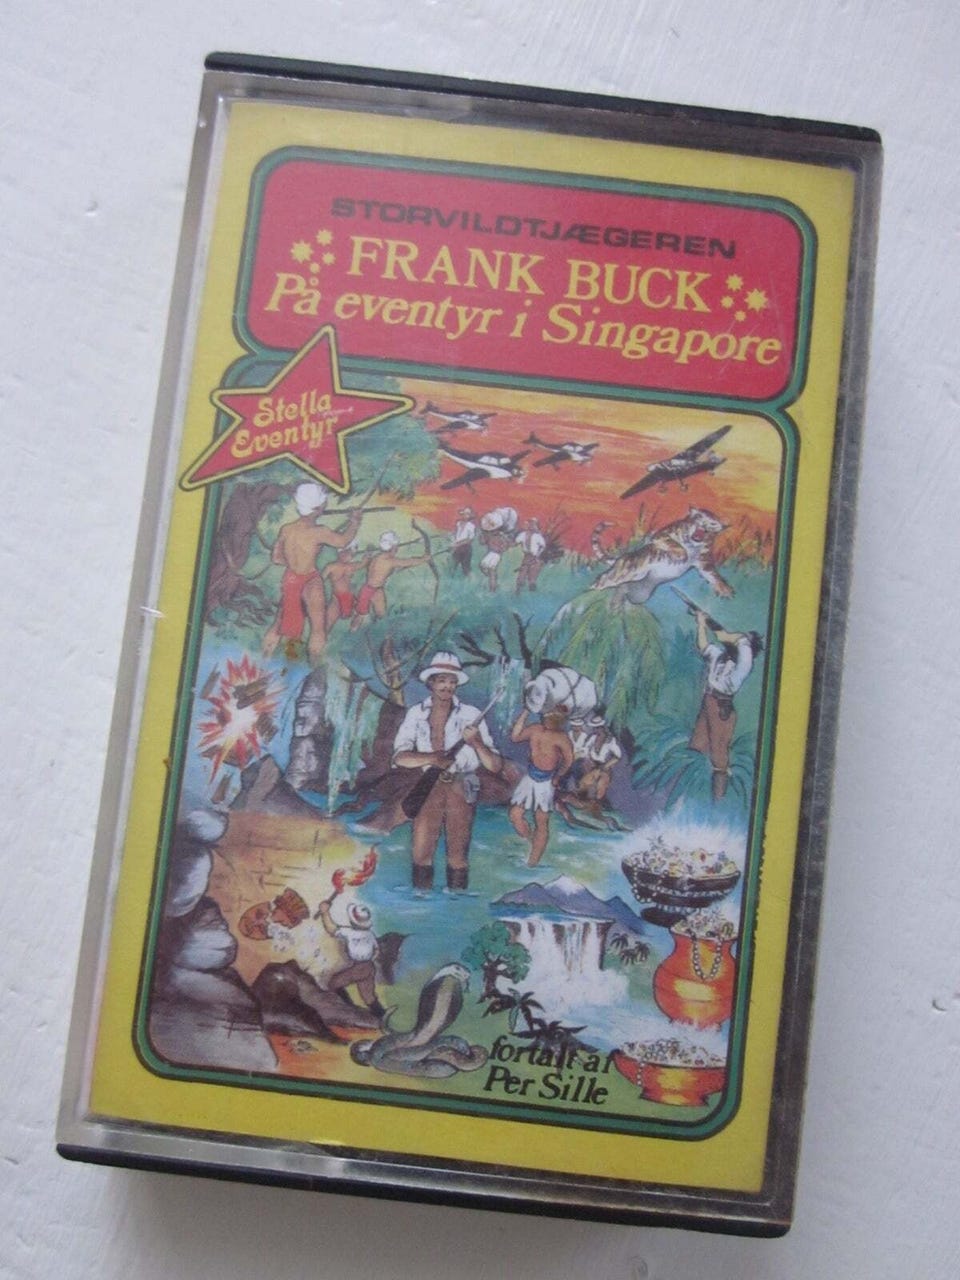 STORVILDTJÆGEREN
FRANK BUCK
På eventyr i Singapore
Stella
Eventyr
fortalt af
Per Sille